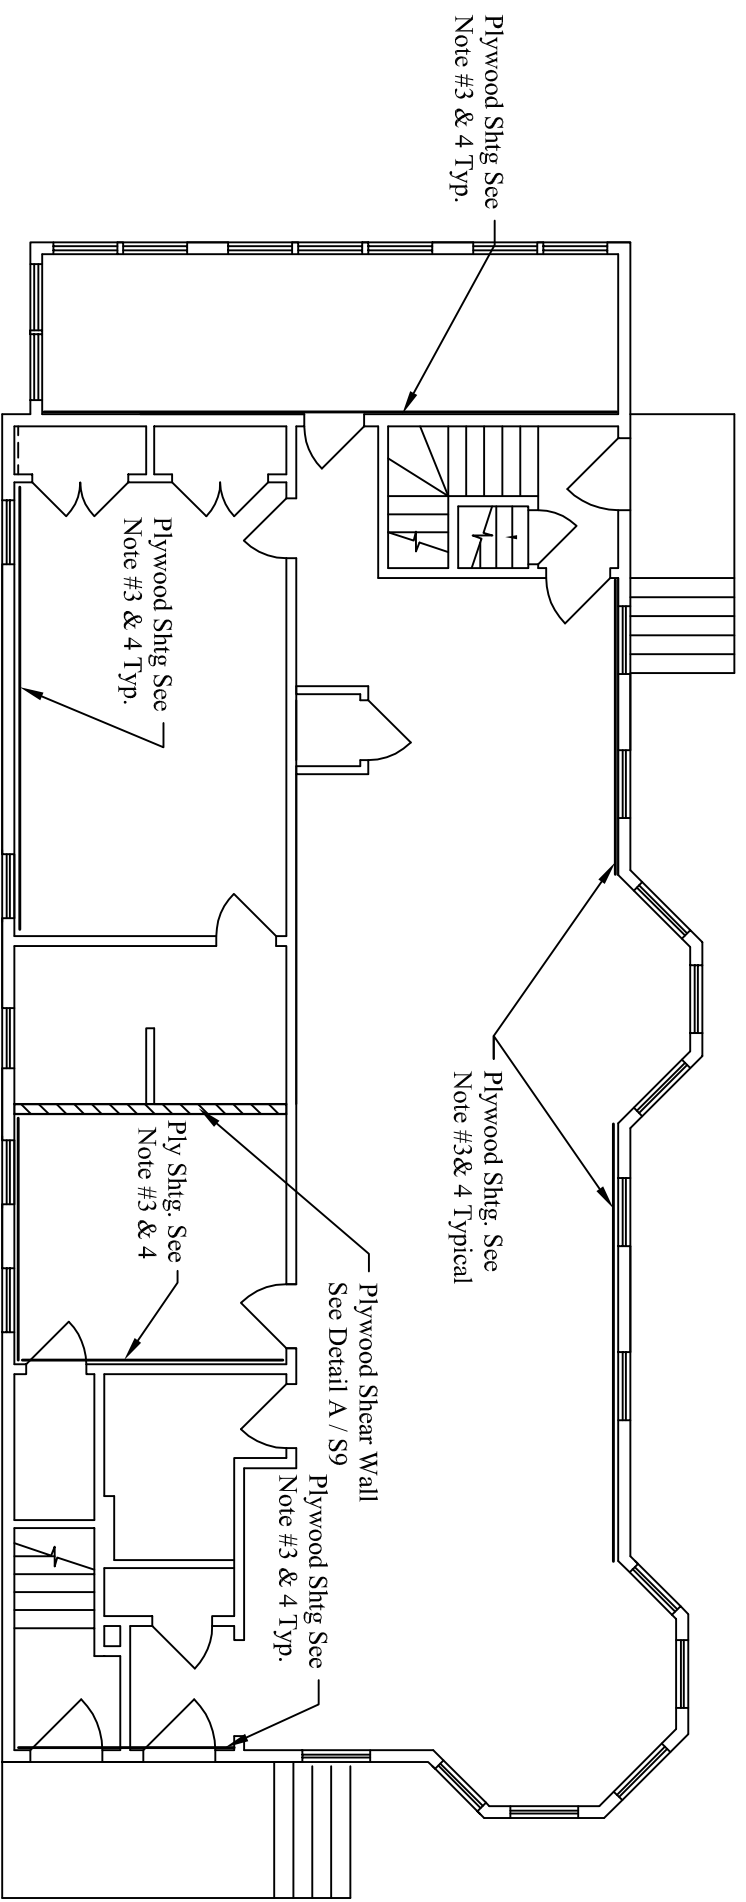 Plywood Shtg See
Note #3 & 4 Typ.
Plywood Shtg See
Note #3 & 4 Typ.
Plywood Shtg. See
Note #3& 4 Typical
Ply Shtg. See
Note #3 & 4
Plywood Shear Wall
See Detail A / S9
Plywood Shtg See
Note #3 & 4 Typ.